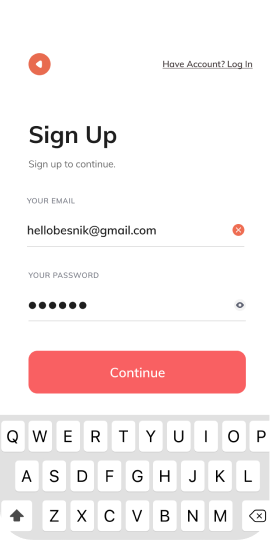 Have Account? Log In
Sign Up
Sign up to continue.
YOUR EMAIL
hellobesnik@gmail.com
YOUR PASSWORD
●●●●●●
Continue
Q W E R T Y U I O P
A S D F G H J K L
Z X C V B N M